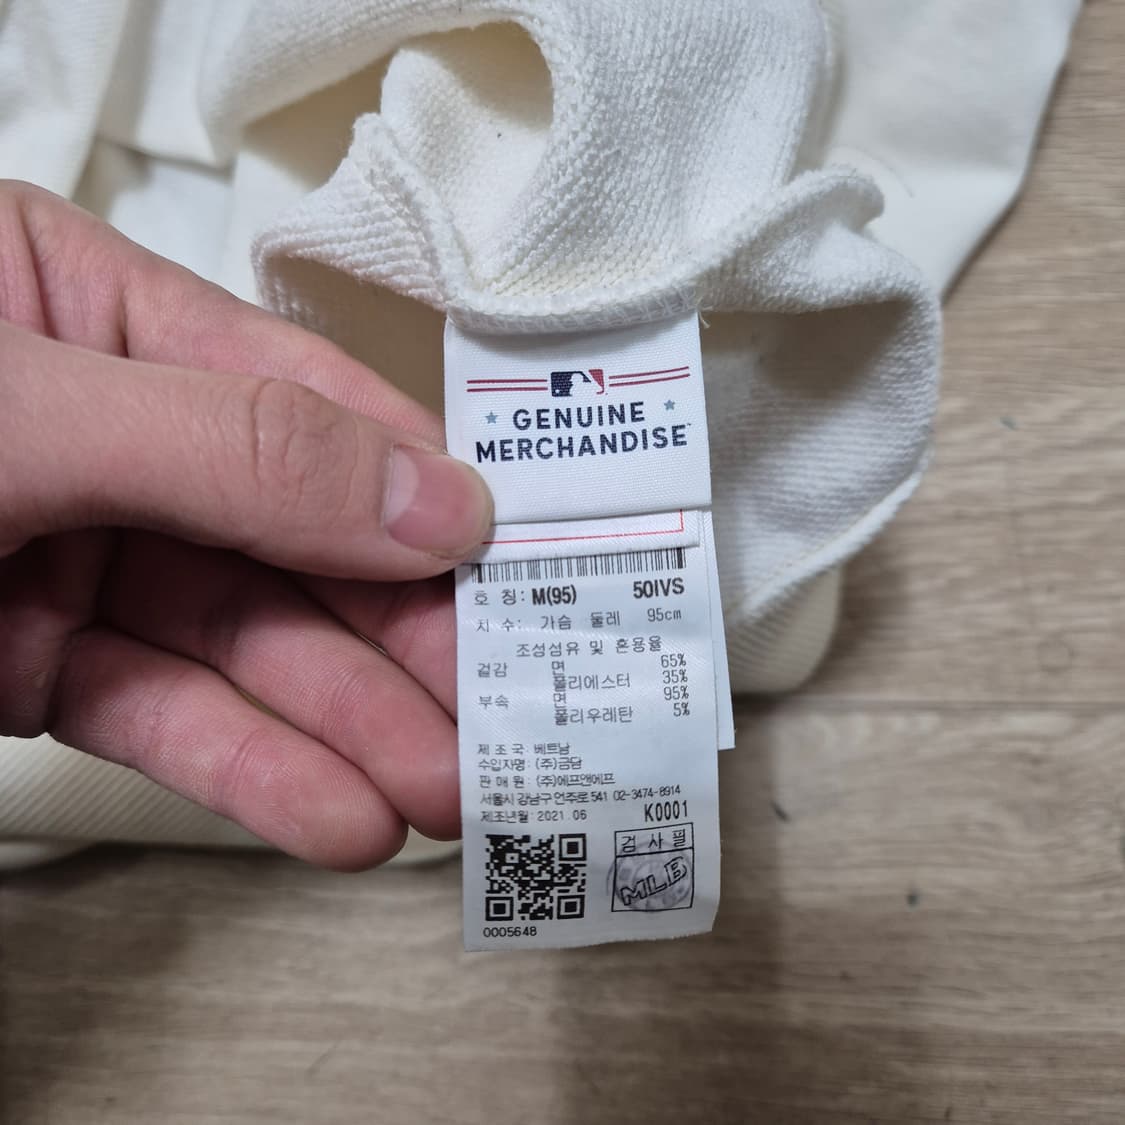 GENUINE
MERCHANDISE™
호 칭: M(95) 50IVS
치 수: 가슴 둘레 95cm
조성섬유 및 혼용율
겉감 면 65%
폴리에스터 35%
부속 면 95%
폴리우레탄 5%
제 조 국: 베트남
수입자명: (주)금담
판 매 원: (주)에프앤에프
서울시 강남구 언주로 541 02-3474-8914
제조년월: 2021.06 K0001
검 사 필
MLB
0005648